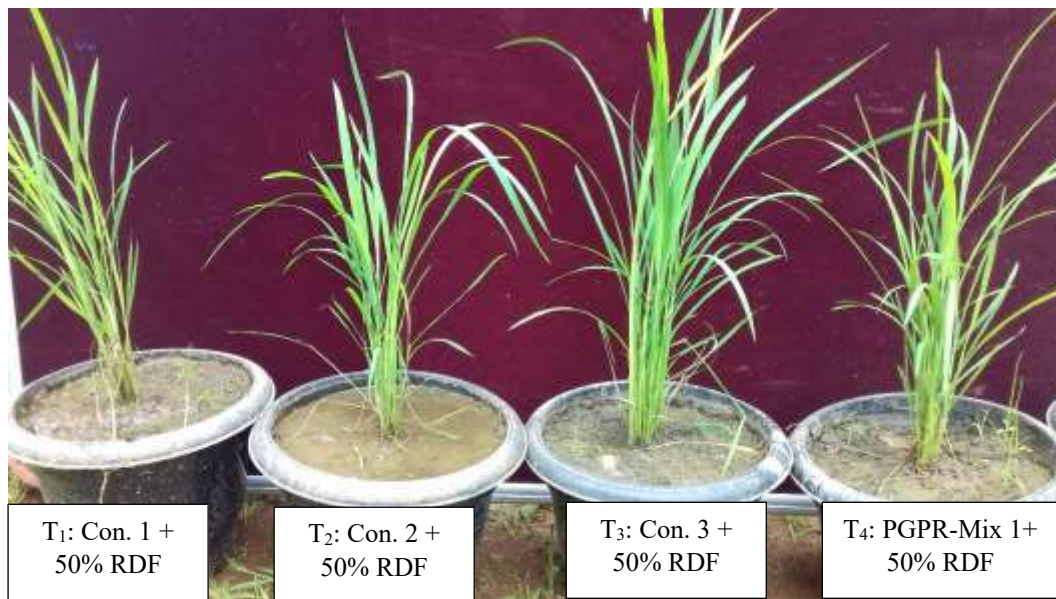 T₁: Con. 1 +
50% RDF
T₂: Con. 2 +
50% RDF
T₃: Con. 3 +
50% RDF
T₄: PGPR-Mix 1+
50% RDF